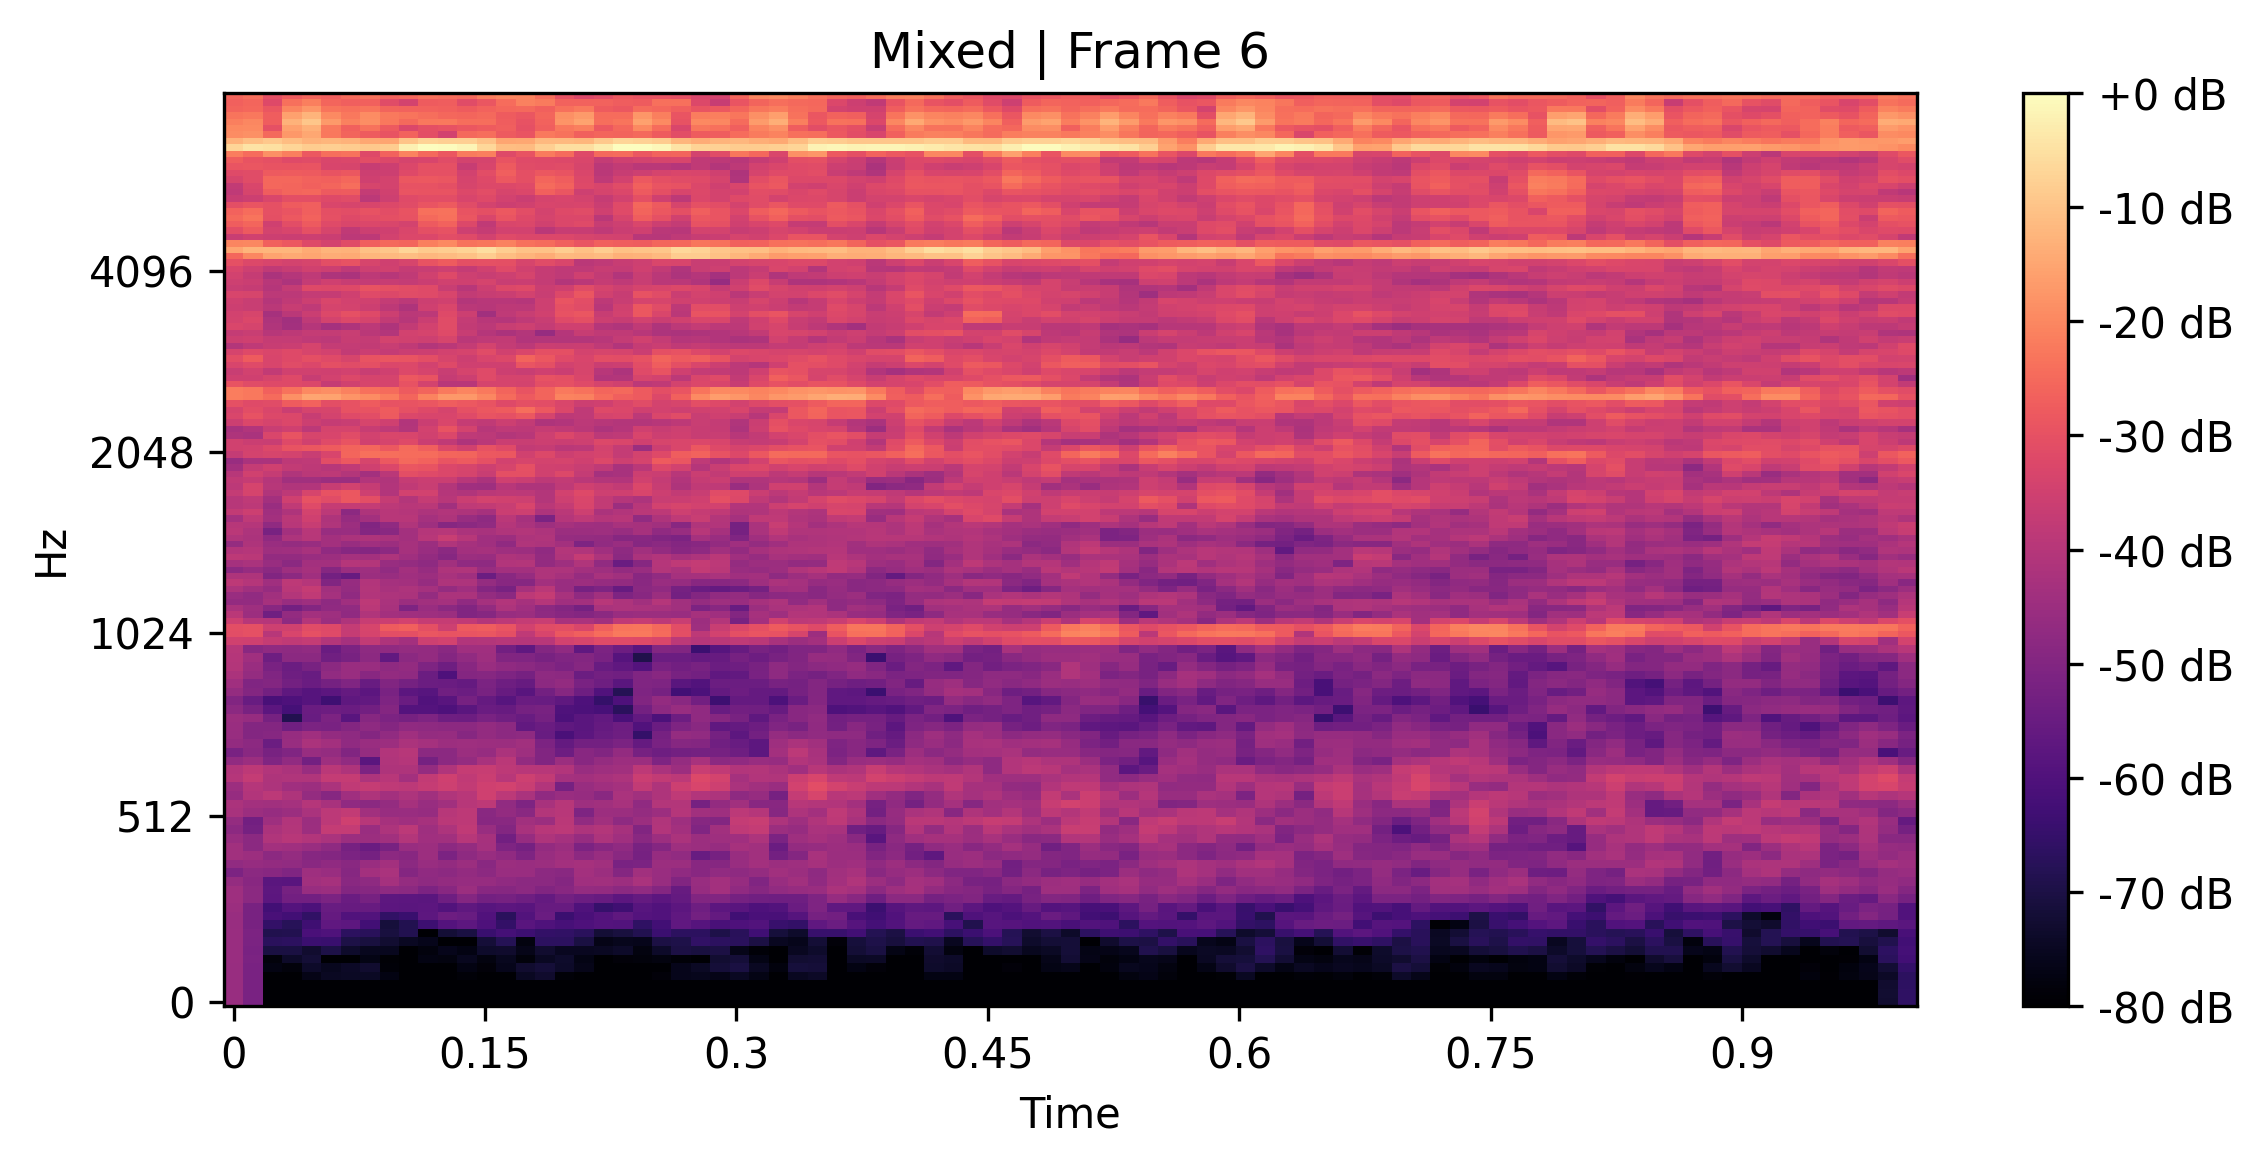 Mixed | Frame 6
+0 dB
-10 dB
-20 dB
-30 dB
-40 dB
-50 dB
-60 dB
-70 dB
-80 dB
4096
2048
1024
512
0
Hz
0 0.15 0.3 0.45 0.6 0.75 0.9
Time